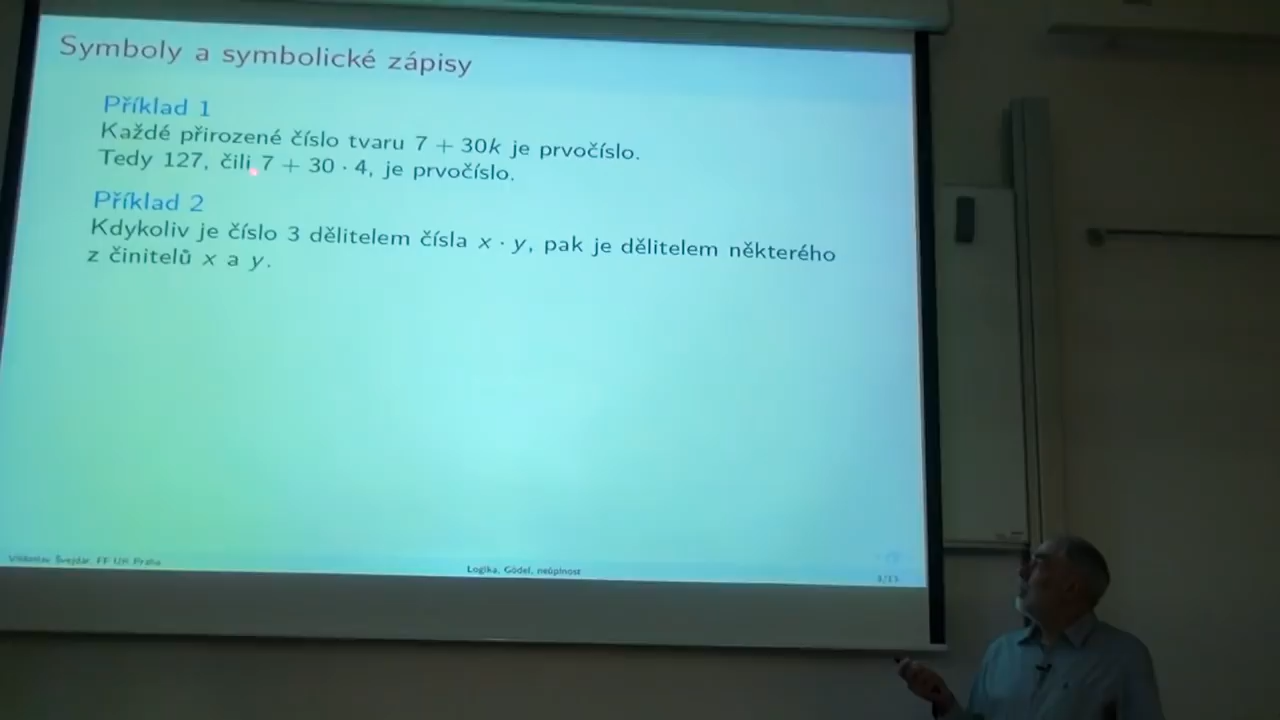 Symboly a symbolické zápisy
Příklad 1
Každé přirozené číslo tvaru 7 + 30k je prvočíslo.
Tedy 127, čili 7 + 30 · 4, je prvočíslo.
Příklad 2
Kdykoliv je číslo 3 dělitelem čísla x · y, pak je dělitelem některého
z činitelů x a y.
Vítězslav Švejdar, FF UK Praha
Logika, Gödel, neúplnost
3/13